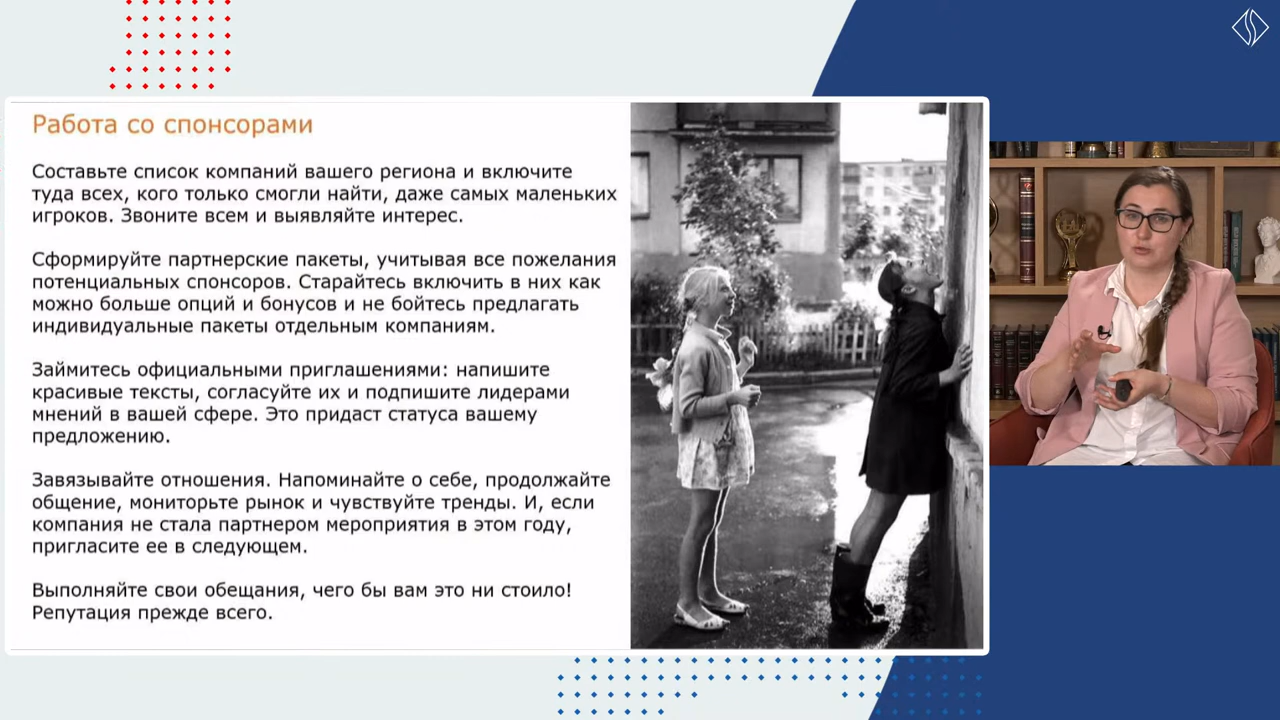 Работа со спонсорами
Составьте список компаний вашего региона и включите
туда всех, кого только смогли найти, даже самых маленьких
игроков. Звоните всем и выявляйте интерес.
Сформируйте партнерские пакеты, учитывая все пожелания
потенциальных спонсоров. Старайтесь включить в них как
можно больше опций и бонусов и не бойтесь предлагать
индивидуальные пакеты отдельным компаниям.
Займитесь официальными приглашениями: напишите
красивые тексты, согласуйте их и подпишите лидерами
мнений в вашей сфере. Это придаст статуса вашему
предложению.
Завязывайте отношения. Напоминайте о себе, продолжайте
общение, мониторьте рынок и чувствуйте тренды. И, если
компания не стала партнером мероприятия в этом году,
пригласите ее в следующем.
Выполняйте свои обещания, чего бы вам это ни стоило!
Репутация прежде всего.